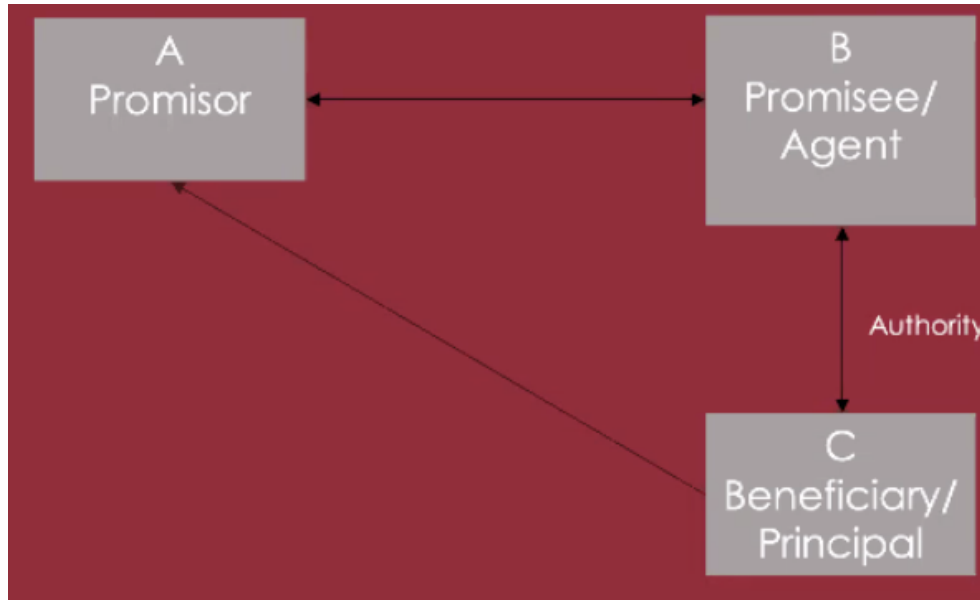 A
Promisor
B
Promisee/
Agent
Authority
C
Beneficiary/
Principal